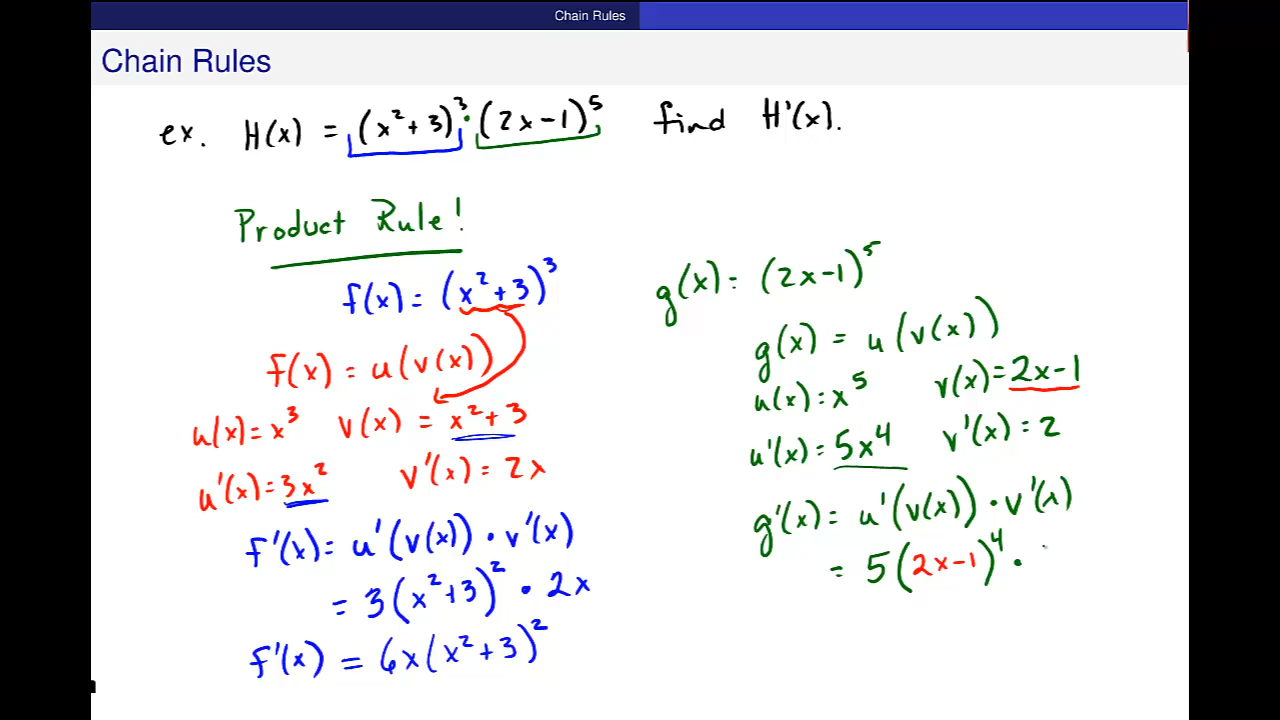 Chain Rules
Chain Rules
ex. H(x) = (x²+3)³·(2x-1)⁵ find H'(x).
Product Rule!
f(x) = (x²+3)³
f(x) = u(v(x))
u(x) = x³ v(x) = x²+3
u'(x) = 3x² v'(x) = 2x
f'(x) = u'(v(x))·v'(x)
= 3(x²+3)²·2x
f'(x) = 6x(x²+3)²
g(x) = (2x-1)⁵
g(x) = u(v(x))
u(x) = x⁵ v(x) = 2x-1
u'(x) = 5x⁴ v'(x) = 2
g'(x) = u'(v(x))·v'(x)
= 5(2x-1)⁴·